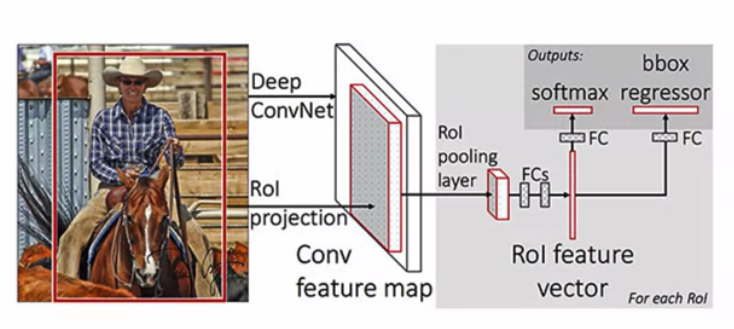 Deep
ConvNet
RoI
projection
Conv
feature map
RoI
pooling
layer
FCs
RoI feature
vector
Outputs:
softmax
bbox
regressor
FC
FC
For each RoI